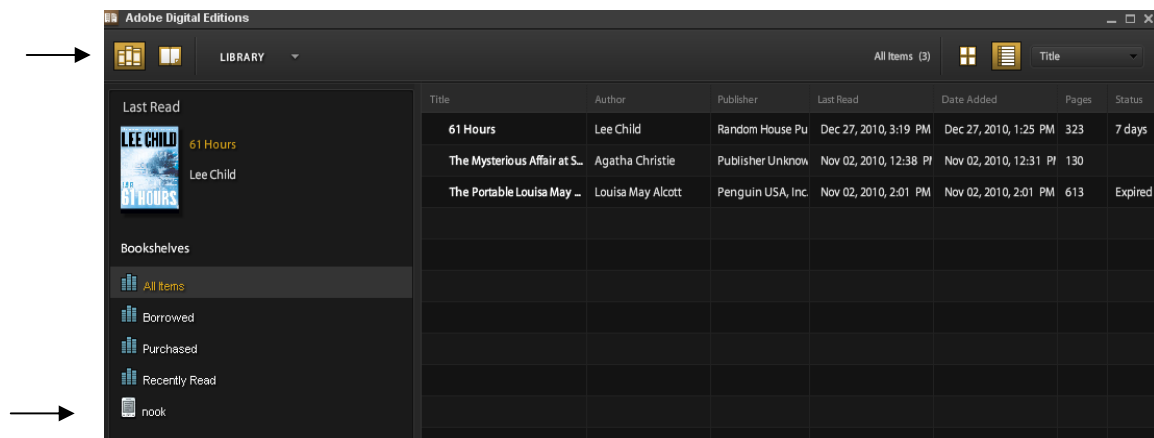 Adobe Digital Editions
LIBRARY All Items (3) Title
Last Read
LEE CHILD
61 HOURS
61 Hours
Lee Child
Bookshelves
All Items
Borrowed
Purchased
Recently Read
nook
Title Author Publisher Last Read Date Added Pages Status
61 Hours Lee Child Random House Pu Dec 27, 2010, 3:19 PM Dec 27, 2010, 1:25 PM 323 7 days
The Mysterious Affair at S... Agatha Christie Publisher Unknow Nov 02, 2010, 12:38 PM Nov 02, 2010, 12:31 PM 130
The Portable Louisa May ... Louisa May Alcott Penguin USA, Inc. Nov 02, 2010, 2:01 PM Nov 02, 2010, 2:01 PM 613 Expired